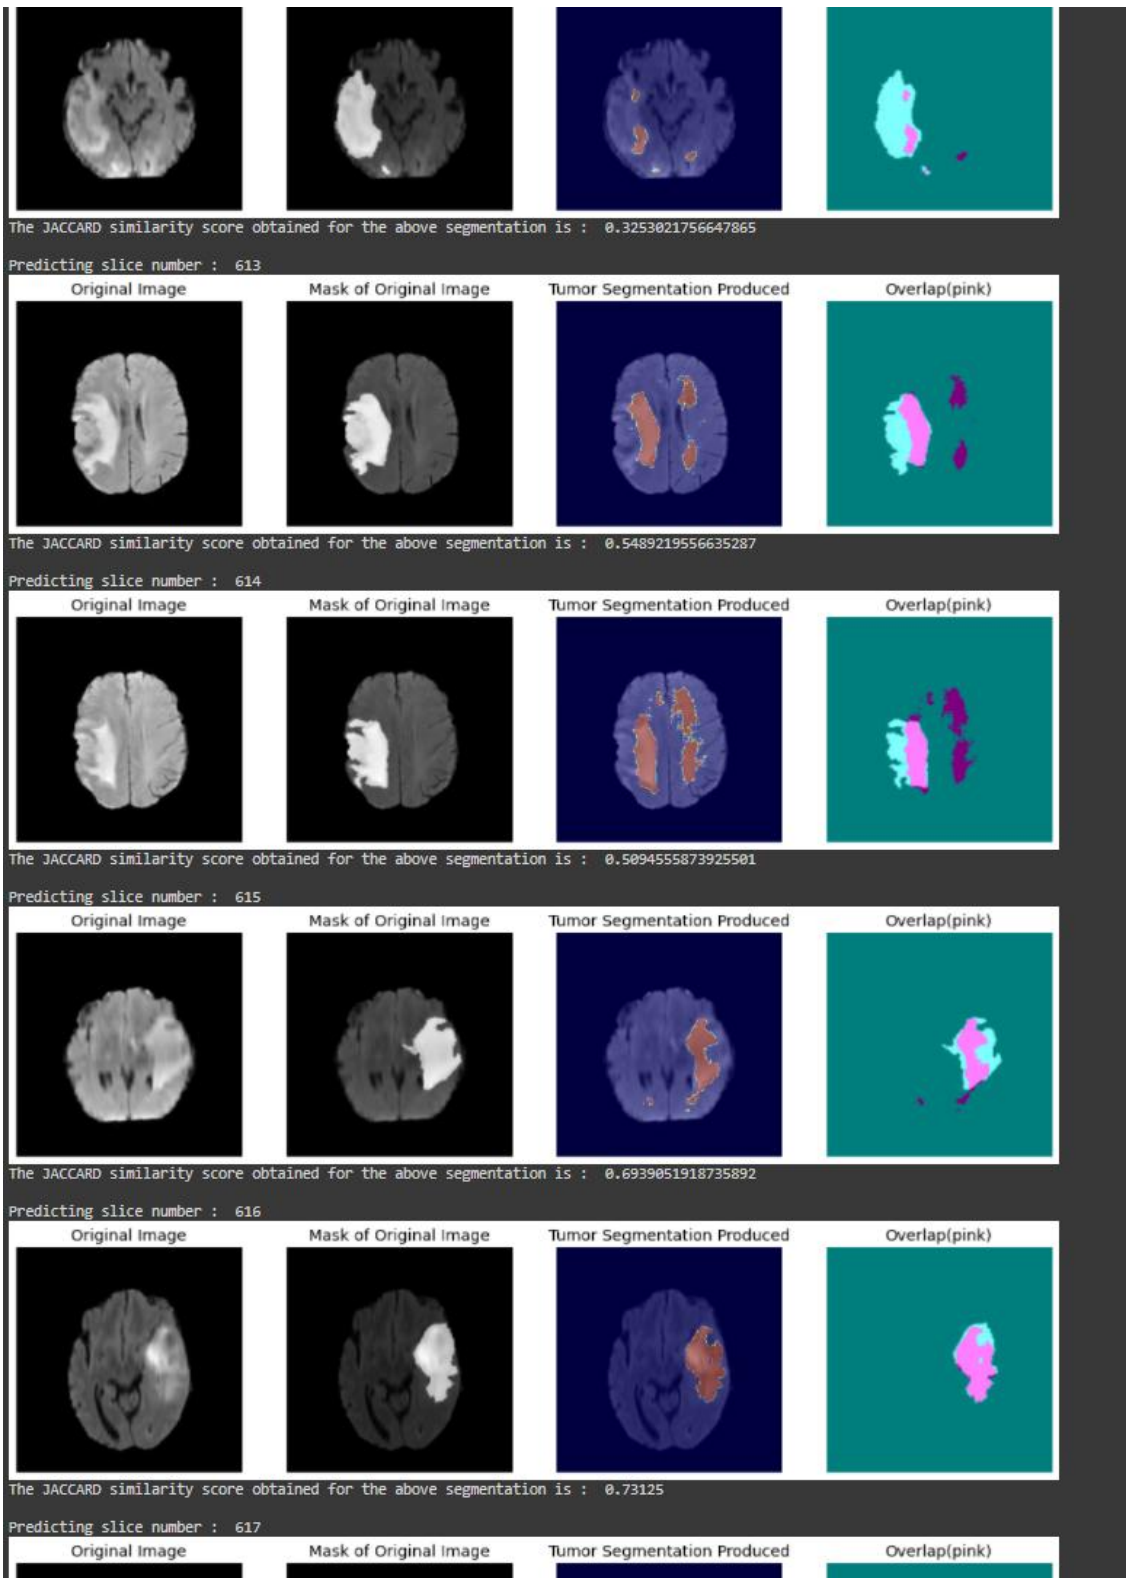 The JACCARD similarity score obtained for the above segmentation is :  0.3253021756647865
Predicting slice number :  613
Original Image Mask of Original Image Tumor Segmentation Produced Overlap(pink)
The JACCARD similarity score obtained for the above segmentation is :  0.5489219556635287
Predicting slice number :  614
Original Image Mask of Original Image Tumor Segmentation Produced Overlap(pink)
The JACCARD similarity score obtained for the above segmentation is :  0.5094555873925501
Predicting slice number :  615
Original Image Mask of Original Image Tumor Segmentation Produced Overlap(pink)
The JACCARD similarity score obtained for the above segmentation is :  0.6939051918735892
Predicting slice number :  616
Original Image Mask of Original Image Tumor Segmentation Produced Overlap(pink)
The JACCARD similarity score obtained for the above segmentation is :  0.73125
Predicting slice number :  617
Original Image Mask of Original Image Tumor Segmentation Produced Overlap(pink)